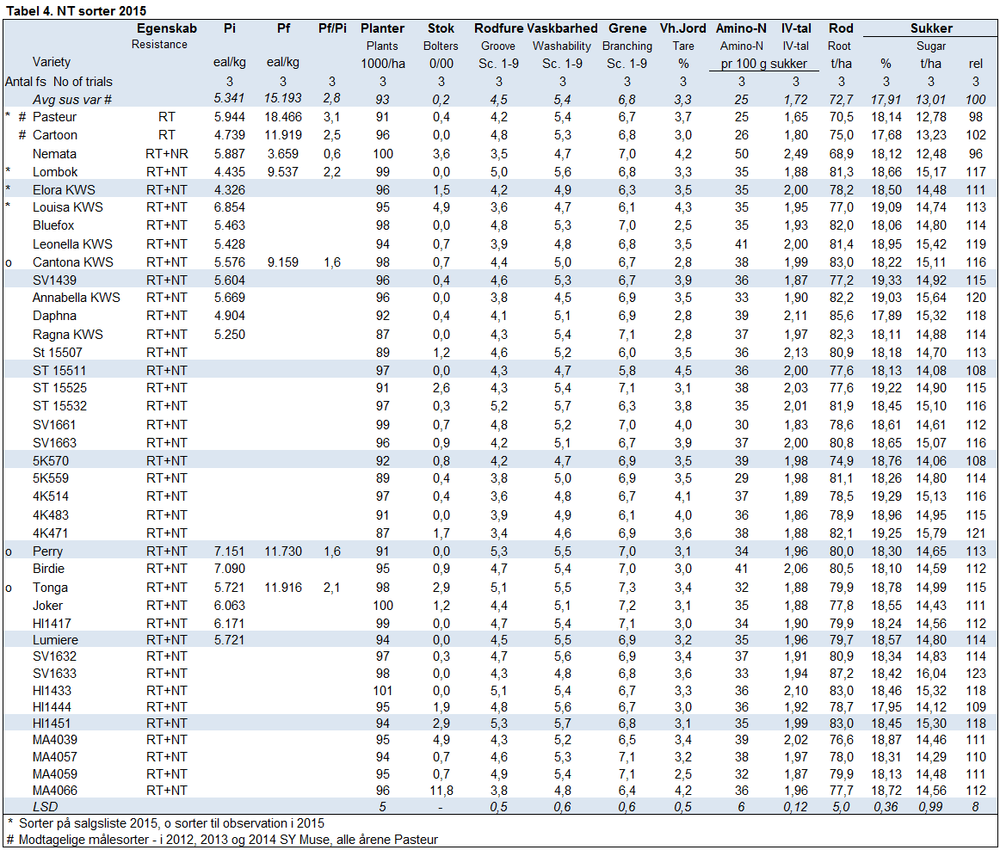 Tabel 4. NT sorter 2015
Egenskab Pi Pf Pf/Pi Planter Stok Rodfure Vaskbarhed Grene Vh.Jord Amino-N IV-tal Rod Sukker
Resistance Plants Bolters Groove Washability Branching Tare Amino-N IV-tal Root Sugar
Variety eal/kg eal/kg 1000/ha 0/00 Sc. 1-9 Sc. 1-9 Sc. 1-9 % pr 100 g sukker t/ha % t/ha rel
Antal fs No of trials 3 3 3 3 3 3 3 3 3 3 3 3 3 3 3
Avg sus var # 5.341 15.193 2,8 93 0,2 4,5 5,4 6,8 3,3 25 1,72 72,7 17,91 13,01 100
* # Pasteur RT 5.944 18.466 3,1 91 0,4 4,2 5,4 6,7 3,7 25 1,65 70,5 18,14 12,78 98
# Cartoon RT 4.739 11.919 2,5 96 0,0 4,8 5,3 6,8 3,0 26 1,80 75,0 17,68 13,23 102
Nemata RT+NR 5.887 3.659 0,6 100 3,6 3,5 4,7 7,0 4,2 50 2,49 68,9 18,12 12,48 96
* Lombok RT+NT 4.435 9.537 2,2 99 0,0 5,0 5,6 6,8 3,3 35 1,88 81,3 18,66 15,17 117
* Elora KWS RT+NT 4.326 96 1,5 4,2 4,9 6,3 3,5 35 2,00 78,2 18,50 14,48 111
* Louisa KWS RT+NT 6.854 95 4,9 3,6 4,7 6,1 4,3 35 1,95 77,0 19,09 14,74 113
Bluefox RT+NT 5.463 98 0,0 4,8 5,3 7,0 2,5 35 1,93 82,0 18,06 14,80 114
Leonella KWS RT+NT 5.428 94 0,7 3,9 4,8 6,8 3,5 41 2,00 81,4 18,95 15,42 119
o Cantona KWS RT+NT 5.576 9.159 1,6 98 0,7 4,4 5,0 6,7 2,8 38 1,99 83,0 18,22 15,11 116
SV1439 RT+NT 5.604 96 0,4 4,6 5,3 6,7 3,9 36 1,87 77,2 19,33 14,92 115
Annabella KWS RT+NT 5.669 96 0,0 3,8 4,5 6,9 3,5 33 1,90 82,2 19,03 15,64 120
Daphna RT+NT 4.904 92 0,4 4,1 5,1 6,9 2,8 39 2,11 85,6 17,89 15,32 118
Ragna KWS RT+NT 5.250 87 0,0 4,3 5,4 7,1 2,8 37 1,97 82,3 18,11 14,88 114
St 15507 RT+NT 89 1,2 4,6 5,2 6,0 3,5 36 2,13 80,9 18,18 14,70 113
ST 15511 RT+NT 97 0,0 4,3 4,7 5,8 4,5 36 2,00 77,6 18,13 14,08 108
ST 15525 RT+NT 91 2,6 4,3 5,4 7,1 3,1 38 2,03 77,6 19,22 14,90 115
ST 15532 RT+NT 97 0,3 5,2 5,7 6,3 3,8 35 2,01 81,9 18,45 15,10 116
SV1661 RT+NT 99 0,7 4,8 5,2 7,0 4,0 30 1,83 78,6 18,61 14,61 112
SV1663 RT+NT 96 0,9 4,2 5,1 6,7 3,9 37 2,00 80,8 18,65 15,07 116
5K570 RT+NT 92 0,8 4,2 4,7 6,9 3,5 39 1,98 74,9 18,76 14,06 108
5K559 RT+NT 89 0,4 3,8 5,0 6,9 3,5 29 1,98 81,1 18,26 14,80 114
4K514 RT+NT 97 0,4 3,6 4,8 6,7 4,1 37 1,89 78,5 19,29 15,13 116
4K483 RT+NT 91 0,0 3,9 4,9 6,1 4,0 36 1,86 78,9 18,96 14,95 115
4K471 RT+NT 87 1,7 3,4 4,6 6,5 3,6 38 1,88 82,1 19,25 15,79 121
o Perry RT+NT 7.151 11.730 1,6 91 0,0 5,3 5,5 7,0 3,1 34 1,96 80,0 18,30 14,65 113
Birdie RT+NT 7.090 95 0,9 4,7 5,4 7,0 3,0 41 2,06 80,5 18,10 14,59 112
o Tonga RT+NT 5.721 11.916 2,1 98 2,9 5,1 5,5 7,3 3,4 32 1,88 79,9 18,78 14,99 115
Joker RT+NT 6.063 100 1,2 4,4 5,1 7,2 3,1 35 1,88 77,8 18,55 14,43 111
HI1417 RT+NT 6.171 99 0,0 4,7 5,4 7,1 3,0 34 1,90 79,9 18,24 14,56 112
Lumiere RT+NT 5.721 94 0,0 4,5 5,5 6,9 3,2 35 1,96 79,7 18,57 14,80 114
SV1632 RT+NT 97 0,3 4,7 5,6 6,9 3,4 37 1,91 80,9 18,34 14,83 114
SV1633 RT+NT 98 0,0 4,3 4,8 6,8 3,6 33 1,94 87,2 18,42 16,04 123
HI1433 RT+NT 101 0,0 5,1 5,4 6,7 3,3 36 2,10 83,0 18,46 15,32 118
HI1444 RT+NT 95 1,9 4,8 5,6 6,7 3,0 36 1,92 78,7 17,95 14,12 109
HI1451 RT+NT 94 2,9 5,3 5,7 6,8 3,1 35 1,99 83,0 18,45 15,30 118
MA4039 RT+NT 95 4,9 4,3 5,2 6,5 3,4 39 2,02 76,6 18,87 14,46 111
MA4057 RT+NT 94 0,7 4,6 5,3 7,1 3,2 38 1,97 78,0 18,31 14,29 110
MA4059 RT+NT 95 0,7 4,9 5,4 7,1 2,5 32 1,87 79,9 18,13 14,48 111
MA4066 RT+NT 96 11,8 3,8 4,8 6,4 4,2 36 1,96 77,7 18,72 14,56 112
LSD 5 - 0,5 0,6 0,6 0,5 6 0,12 5,0 0,36 0,99 8
* Sorter på salgsliste 2015, o sorter til observation i 2015
# Modtagelige målesorter - i 2012, 2013 og 2014 SY Muse, alle årene Pasteur